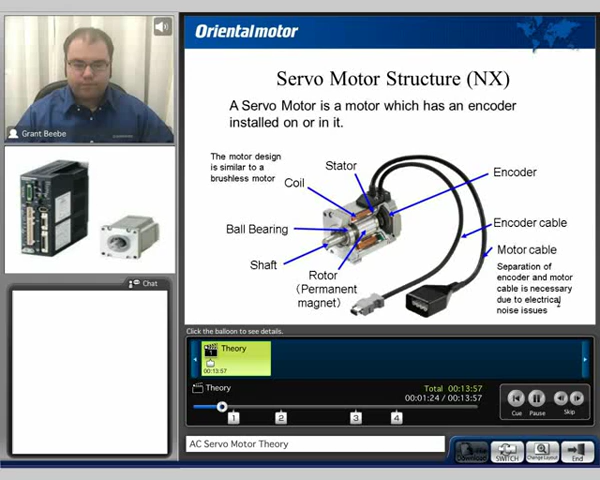 Grant Beebe
Chat
Orientalmotor
Servo Motor Structure (NX)
A Servo Motor is a motor which has an encoder
installed on or in it.
The motor design
is similar to a
brushless motor
Stator
Coil
Encoder
Ball Bearing
Encoder cable
Motor cable
Shaft
Rotor
(Permanent
magnet)
Separation of
encoder and motor
cable is necessary
due to electrical
noise issues
Click the balloon to see details.
1
Theory
00:13:57
Theory
Total 00:13:57
00:01:24 / 00:13:57
1
2
3
4
Cue
Pause
Skip
AC Servo Motor Theory
Download
SWITCH
Change Layout
End